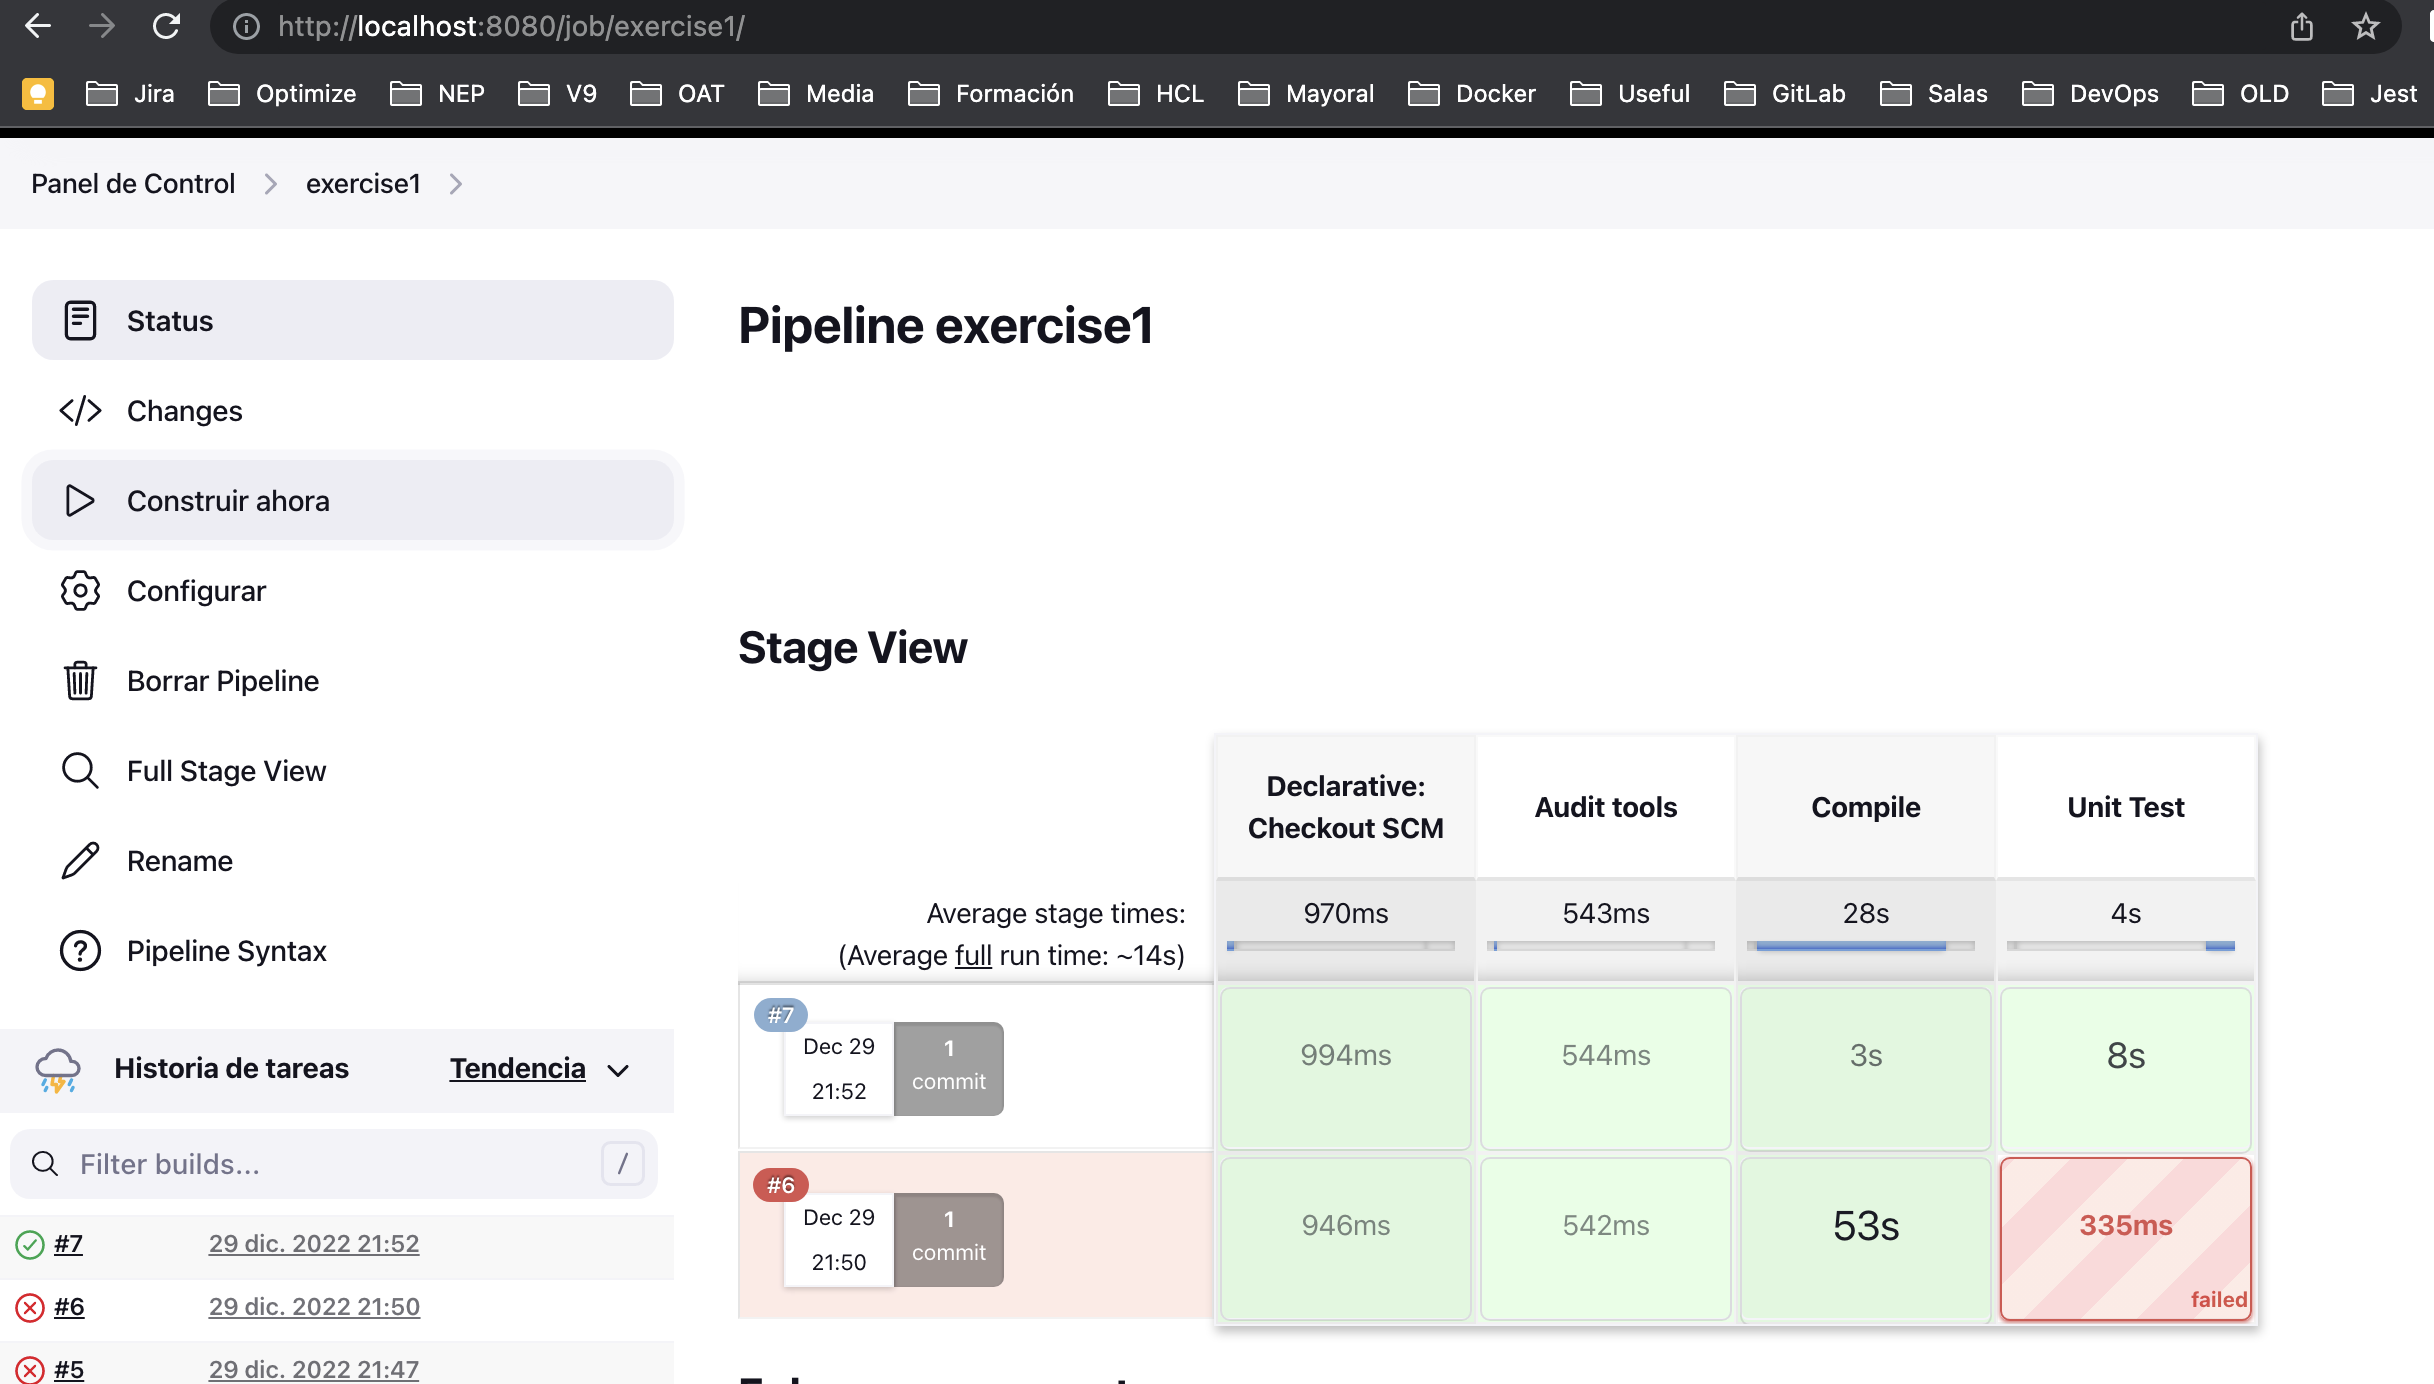 http://localhost:8080/job/exercise1/
Jira Optimize NEP V9 OAT Media Formación HCL Mayoral Docker Useful GitLab Salas DevOps OLD Jest
Panel de Control exercise1
Status
Changes
Construir ahora
Configurar
Borrar Pipeline
Full Stage View
Rename
Pipeline Syntax
Historia de tareas Tendencia
Filter builds... /
#7 29 dic. 2022 21:52
#6 29 dic. 2022 21:50
#5 29 dic. 2022 21:47
Pipeline exercise1
Stage View
Declarative:
Checkout SCM
Audit tools
Compile
Unit Test
Average stage times:
(Average full run time: ~14s)
970ms 543ms 28s 4s
#7
Dec 29
21:52
1
commit
994ms 544ms 3s 8s
#6
Dec 29
21:50
1
commit
946ms 542ms 53s 335ms
failed